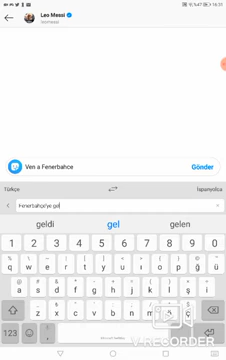 %47 16:31
Leo Messi
leomessi
Ven a Fenerbahce
Gönder
Türkçe
İspanyolca
Fenerbahçe'ye gel
geldi gel gelen
1 2 3 4 5 6 7 8 9 0
q w e r t y u ı o p ğ ü
a s d f g h j k l ş i
z x c v b n m ö ç
123
V RECORDER